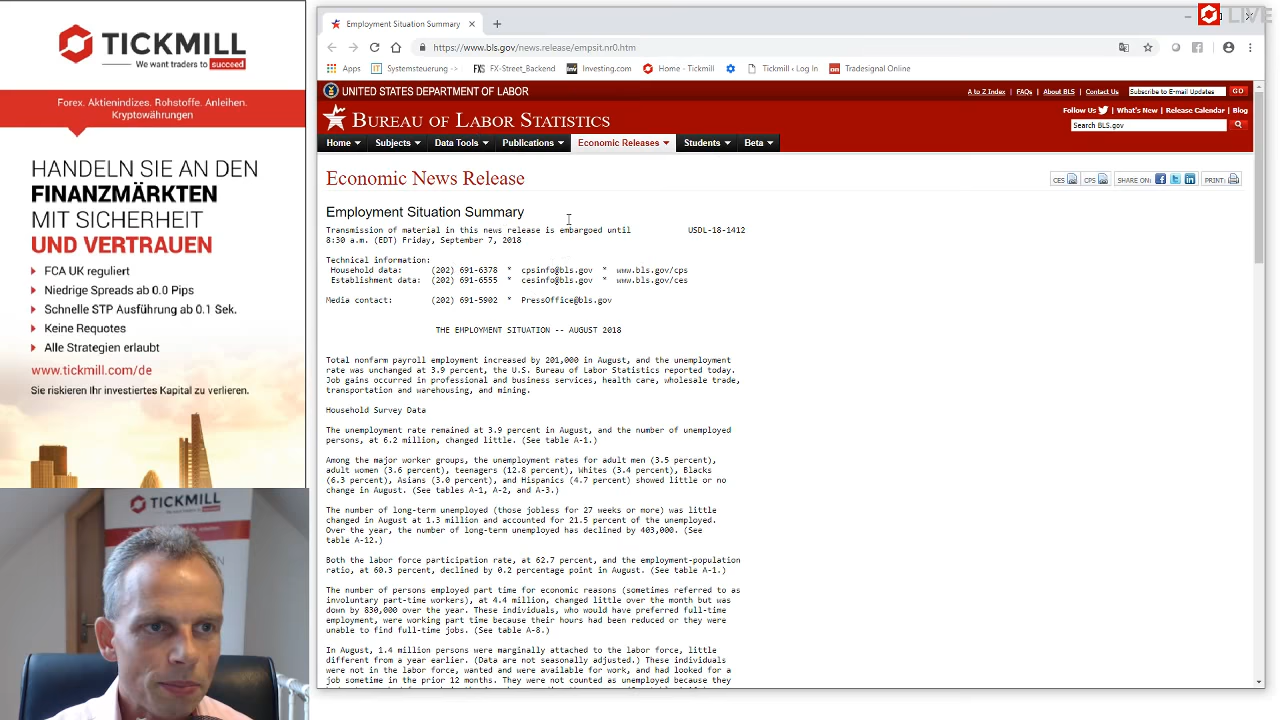 TICKMILL
We want traders to succeed
Forex. Aktienindizes. Rohstoffe. Anleihen.
Kryptowährungen
HANDELN SIE AN DEN
FINANZMÄRKTEN
MIT SICHERHEIT
UND VERTRAUEN
FCA UK reguliert
Niedrige Spreads ab 0.0 Pips
Schnelle STP Ausführung ab 0.1 Sek.
Keine Requotes
Alle Strategien erlaubt
www.tickmill.com/de
Sie riskieren Ihr investiertes Kapital zu verlieren.
TICKMILL
Employment Situation Summary
LIVE
https://www.bls.gov/news.release/empsit.nr0.htm
Apps Systemsteuerung -> FXS FX-Street_Backend Inv Investing.com Home - Tickmill Tickmill ‹ Log In Tradesignal Online
UNITED STATES DEPARTMENT OF LABOR
A to Z Index | FAQs | About BLS | Contact Us Subscribe to E-mail Updates GO
BUREAU OF LABOR STATISTICS
Follow Us | What's New | Release Calendar | Blog
Search BLS.gov
Home Subjects Data Tools Publications Economic Releases Students Beta
Economic News Release
CES CPS SHARE ON: PRINT:
Employment Situation Summary
Transmission of material in this news release is embargoed until USDL-18-1412
8:30 a.m. (EDT) Friday, September 7, 2018
Technical information:
Household data: (202) 691-6378 * cpsinfo@bls.gov * www.bls.gov/cps
Establishment data: (202) 691-6555 * cesinfo@bls.gov * www.bls.gov/ces
Media contact: (202) 691-5902 * PressOffice@bls.gov
THE EMPLOYMENT SITUATION -- AUGUST 2018
Total nonfarm payroll employment increased by 201,000 in August, and the unemployment
rate was unchanged at 3.9 percent, the U.S. Bureau of Labor Statistics reported today.
Job gains occurred in professional and business services, health care, wholesale trade,
transportation and warehousing, and mining.
Household Survey Data
The unemployment rate remained at 3.9 percent in August, and the number of unemployed
persons, at 6.2 million, changed little. (See table A-1.)
Among the major worker groups, the unemployment rates for adult men (3.5 percent),
adult women (3.6 percent), teenagers (12.8 percent), Whites (3.4 percent), Blacks
(6.3 percent), Asians (3.0 percent), and Hispanics (4.7 percent) showed little or no
change in August. (See tables A-1, A-2, and A-3.)
The number of long-term unemployed (those jobless for 27 weeks or more) was little
changed in August at 1.3 million and accounted for 21.5 percent of the unemployed.
Over the year, the number of long-term unemployed has declined by 403,000. (See
table A-12.)
Both the labor force participation rate, at 62.7 percent, and the employment-population
ratio, at 60.3 percent, declined by 0.2 percentage point in August. (See table A-1.)
The number of persons employed part time for economic reasons (sometimes referred to as
involuntary part-time workers), at 4.4 million, changed little over the month but was
down by 830,000 over the year. These individuals, who would have preferred full-time
employment, were working part time because their hours had been reduced or they were
unable to find full-time jobs. (See table A-8.)
In August, 1.4 million persons were marginally attached to the labor force, little
different from a year earlier. (Data are not seasonally adjusted.) These individuals
were not in the labor force, wanted and were available for work, and had looked for a
job sometime in the prior 12 months. They were not counted as unemployed because they